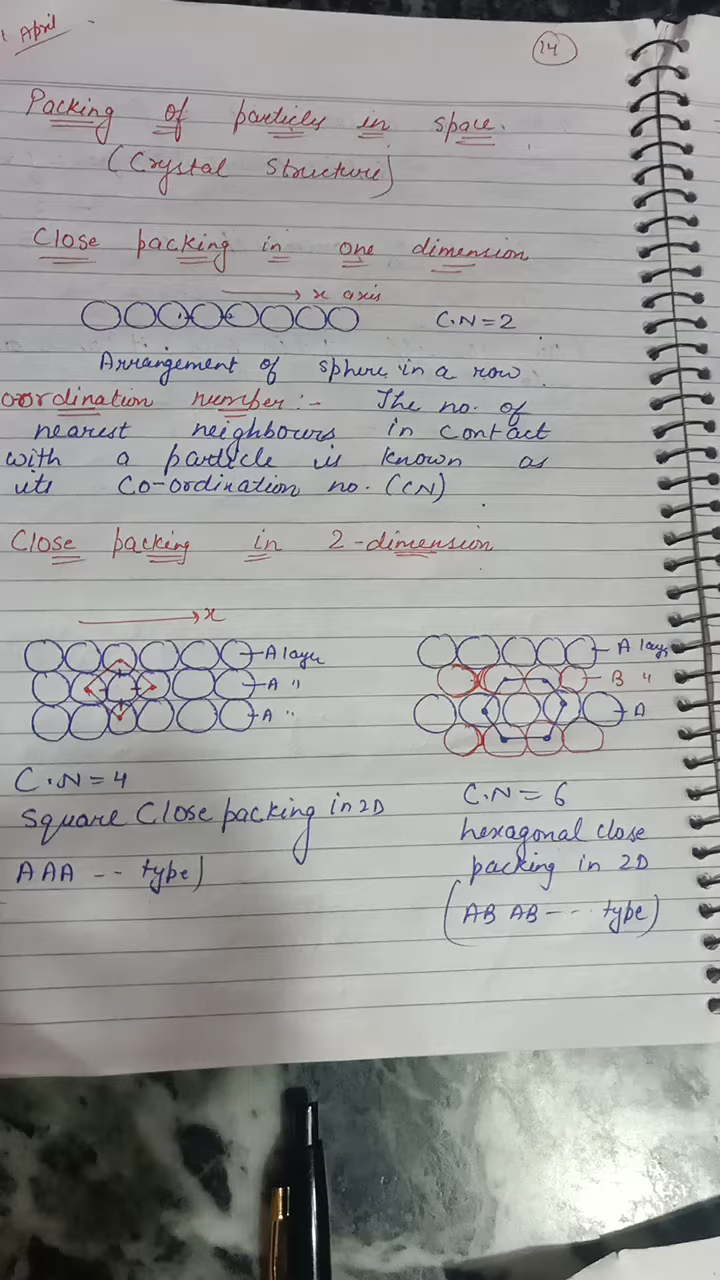 April
14
Packing of particles in space.
(Crystal Structure)
Close packing in one dimension
x axis
C.N=2
Arrangement of sphere in a row
oordination number:- The no. of
nearest neighbours in contact
with a particle is known as
its Co-ordination no. (CN)
Close packing in 2-dimension
x
A layer
A "
A "
C.N=4
Square Close packing in 2D
AAA -- type)
A layer
B "
A
C.N=6
hexagonal close
packing in 2D
(AB AB--- type)